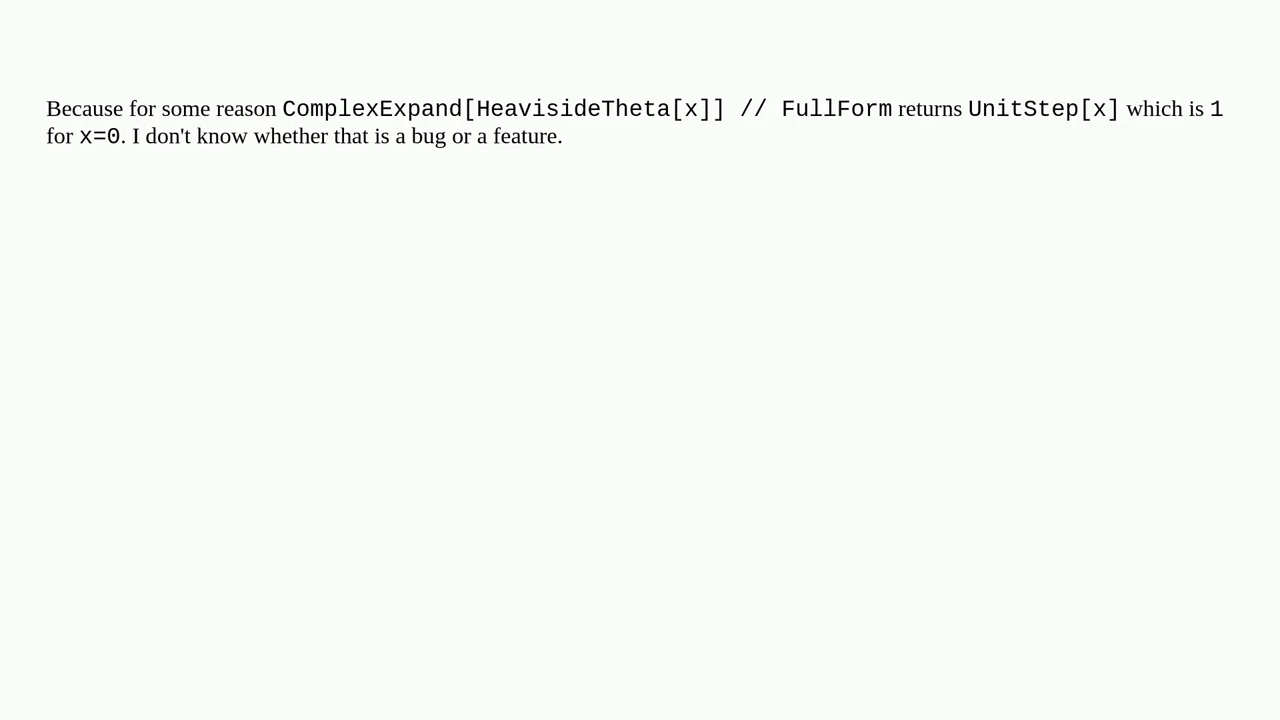 Because for some reason ComplexExpand[HeavisideTheta[x]] // FullForm returns UnitStep[x] which is 1
for x=0. I don't know whether that is a bug or a feature.